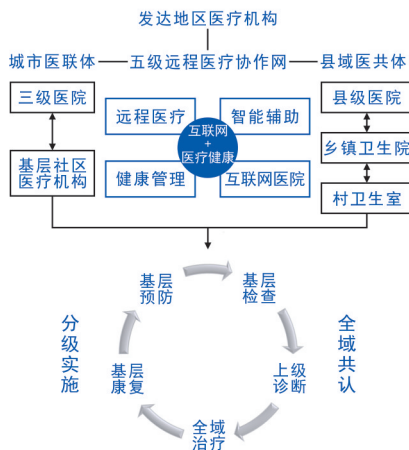 发达地区医疗机构
城市医联体
五级远程医疗协作网
县域医共体
三级医院
基层社区
医疗机构
远程医疗
智能辅助
互联网
+
医疗健康
健康管理
互联网医院
县级医院
乡镇卫生院
村卫生室
分级实施
基层
预防
基层
检查
上级
诊断
全域
治疗
基层
康复
全域共认